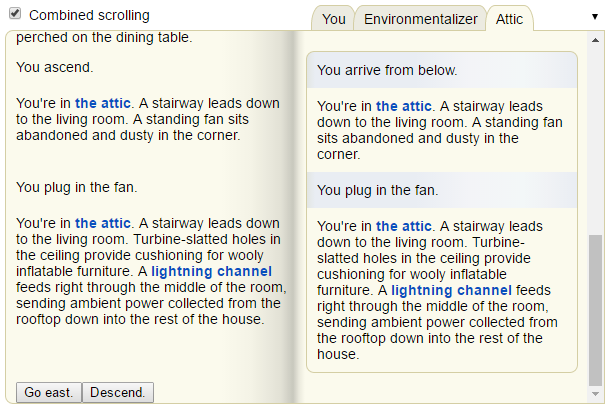 Combined scrolling
You
Environmentalizer
Attic
perched on the dining table.
You ascend.
You're in the attic. A stairway leads down
to the living room. A standing fan sits
abandoned and dusty in the corner.
You plug in the fan.
You're in the attic. A stairway leads down
to the living room. Turbine-slatted holes in
the ceiling provide cushioning for wooly
inflatable furniture. A lightning channel
feeds right through the middle of the room,
sending ambient power collected from the
rooftop down into the rest of the house.
Go east.
Descend.
You arrive from below.
You're in the attic. A stairway leads
down to the living room. A standing fan
sits abandoned and dusty in the
corner.
You plug in the fan.
You're in the attic. A stairway leads
down to the living room. Turbine-
slatted holes in the ceiling provide
cushioning for wooly inflatable
furniture. A lightning channel feeds
right through the middle of the room,
sending ambient power collected from
the rooftop down into the rest of the
house.